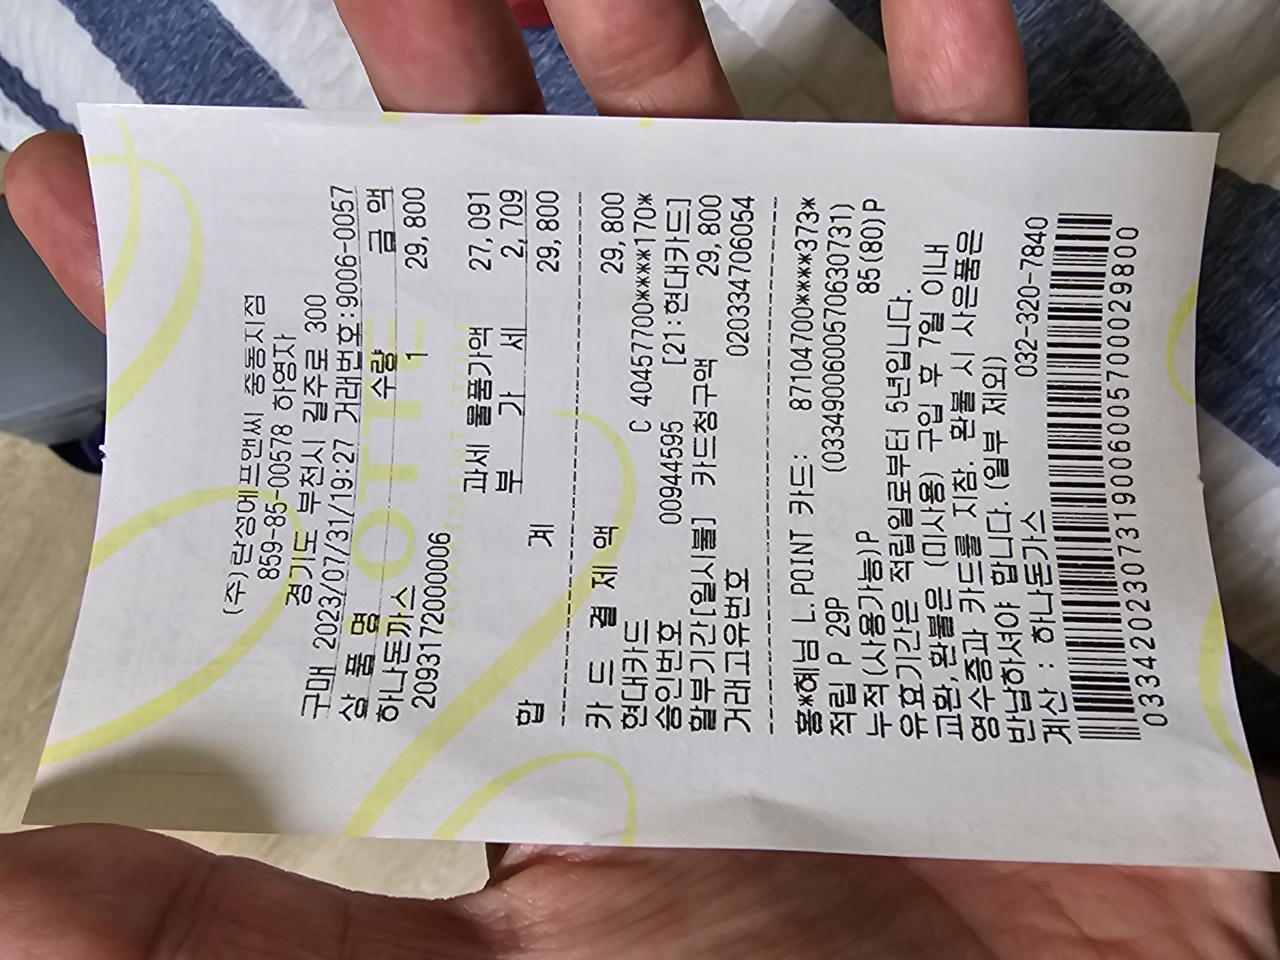 (주)란성에프앤씨 중동지점
859-85-00578 하영자
경기도 부천시 길주로 300
구매 2023/07/31/19:27 거래번호:9006-0057
상 품 명 수량 금 액
하나돈까스 1 29,800
2093172000006
과세 물품가액 27,091
부 가 세 2,709
합 계 29,800
카 드 결 제 액 29,800
현대카드 C 40457700****170*
승인번호 00944595 [21:현대카드]
할부기간[일시불] 카드청구액 29,800
거래고유번호 020334706054
홍*혜님 L.POINT 카드: 87104700****373*
적립 P 29P (0334900600570630731)
누적(사용가능)P 85(80)P
유효기간은 적립일로부터 5년입니다.
교환,환불은 (미사용) 구입 후 7일 이내
영수증과 카드를 지참. 환불 시 사은품은
반납하셔야 합니다.(일부 제외)
계산 : 하나돈가스 032-320-7840
0334202307319006005700029800
LOTTE
DEPARTMENT STORE